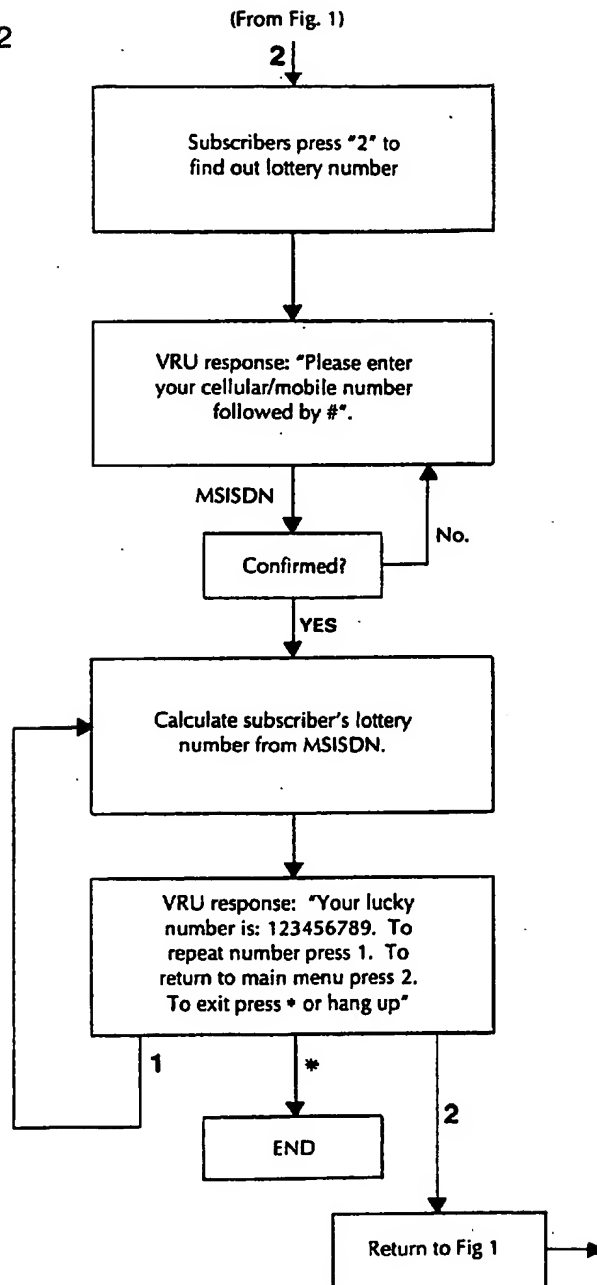 2
(From Fig. 1)
2
Subscribers press "2" to
find out lottery number
VRU response: "Please enter
your cellular/mobile number
followed by #".
MSISDN
No.
Confirmed?
YES
Calculate subscriber's lottery
number from MSISDN.
VRU response: "Your lucky
number is: 123456789. To
repeat number press 1. To
return to main menu press 2.
To exit press * or hang up"
1
*
2
END
Return to Fig 1